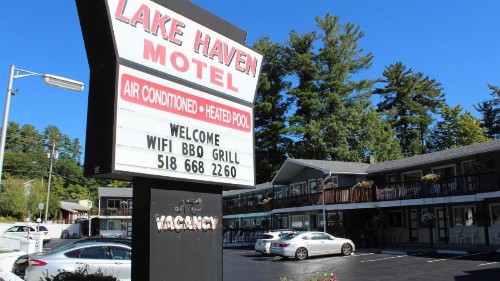 LAKE HAVEN
MOTEL
AIR CONDITIONED • HEATED POOL
WELCOME
WIFI BBQ GRILL
518 668 2260
VACANCY